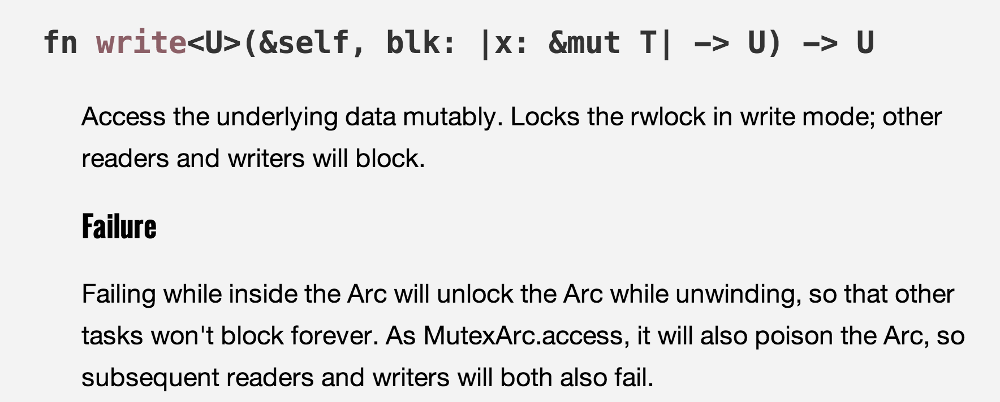 fn write<U>(&self, blk: |x: &mut T| -> U) -> U
Access the underlying data mutably. Locks the rwlock in write mode; other
readers and writers will block.
Failure
Failing while inside the Arc will unlock the Arc while unwinding, so that other
tasks won't block forever. As MutexArc.access, it will also poison the Arc, so
subsequent readers and writers will both also fail.